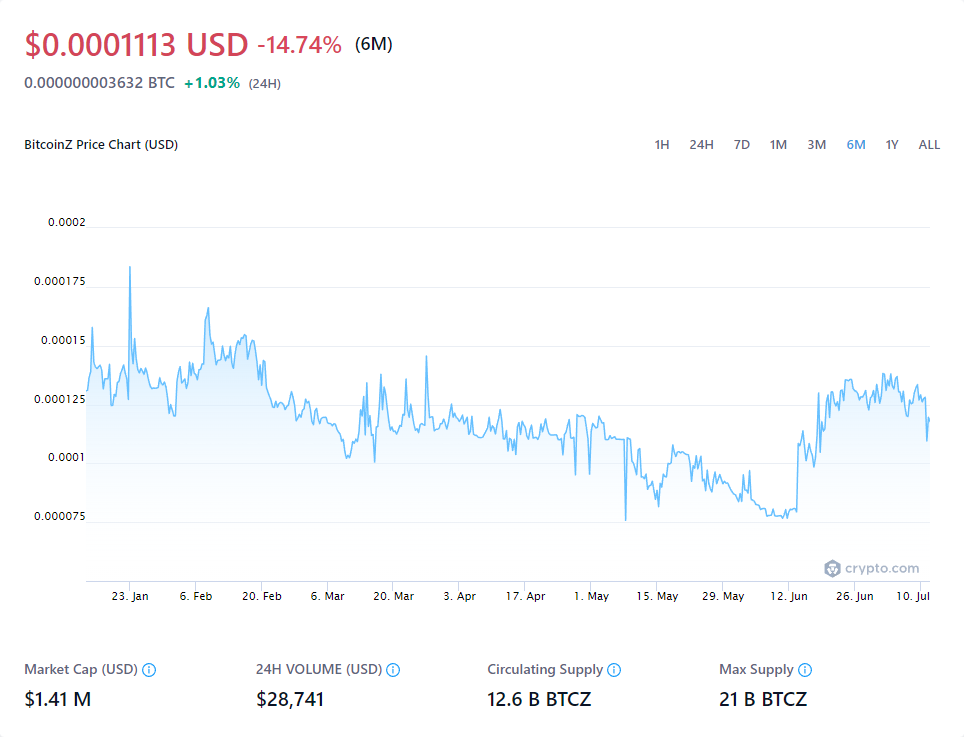 $0.0001113 USD -14.74% (6M)
0.000000003632 BTC +1.03% (24H)
BitcoinZ Price Chart (USD) 1H 24H 7D 1M 3M 6M 1Y ALL
0.0002
0.000175
0.00015
0.000125
0.0001
0.000075
crypto.com
23. Jan 6. Feb 20. Feb 6. Mar 20. Mar 3. Apr 17. Apr 1. May 15. May 29. May 12. Jun 26. Jun 10. Jul
Market Cap (USD) 24H VOLUME (USD) Circulating Supply Max Supply
$1.41 M $28,741 12.6 B BTCZ 21 B BTCZ